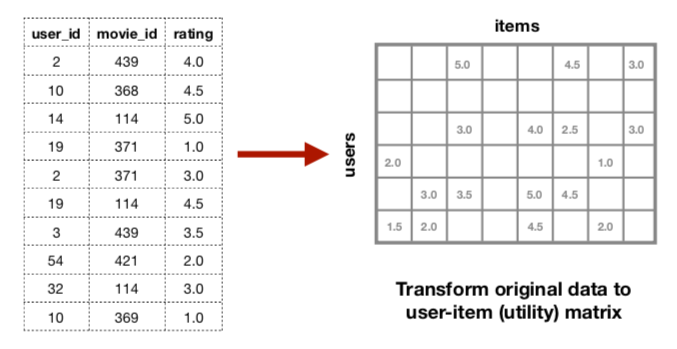 user_id movie_id rating
2 439 4.0
10 368 4.5
14 114 5.0
19 371 1.0
2 371 3.0
19 114 4.5
3 439 3.5
54 421 2.0
32 114 3.0
10 369 1.0
items
users
5.0 4.5 3.0
3.0 4.0 2.5 3.0
2.0 1.0
3.0 3.5 5.0 4.5
1.5 2.0 4.5 2.0
Transform original data to
user-item (utility) matrix